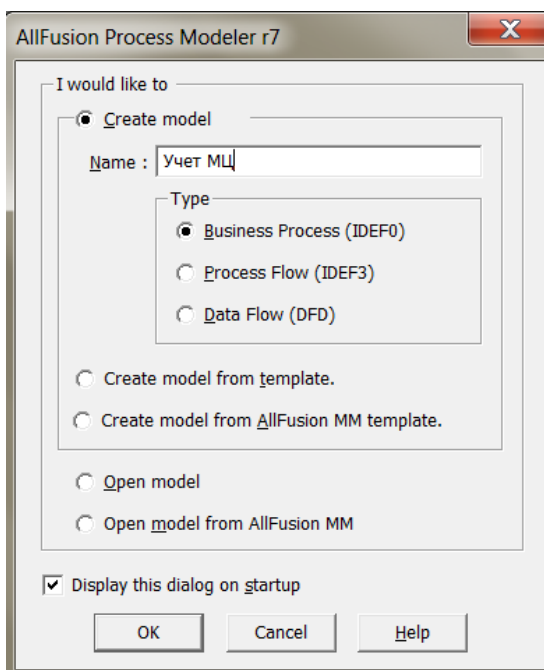 AllFusion Process Modeler r7
I would like to
Create model
Name : Учет МЦ
Type
Business Process (IDEF0)
Process Flow (IDEF3)
Data Flow (DFD)
Create model from template.
Create model from AllFusion MM template.
Open model
Open model from AllFusion MM
Display this dialog on startup
OK Cancel Help